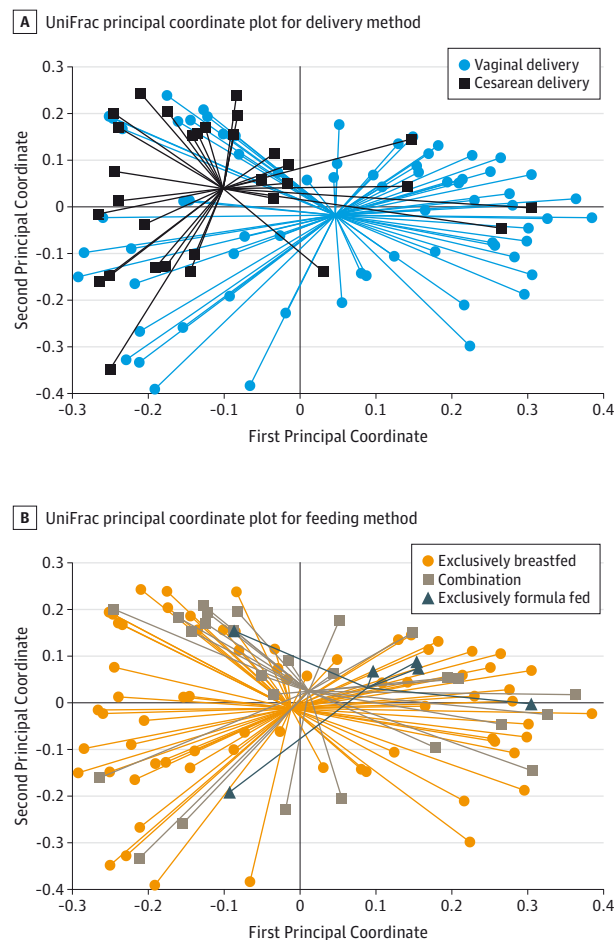 A UniFrac principal coordinate plot for delivery method
0.3
0.2
0.1
0
-0.1
-0.2
-0.3
-0.4
Second Principal Coordinate
Vaginal delivery
Cesarean delivery
-0.3 -0.2 -0.1 0 0.1 0.2 0.3 0.4
First Principal Coordinate
B UniFrac principal coordinate plot for feeding method
0.3
0.2
0.1
0
-0.1
-0.2
-0.3
-0.4
Second Principal Coordinate
Exclusively breastfed
Combination
Exclusively formula fed
-0.3 -0.2 -0.1 0 0.1 0.2 0.3 0.4
First Principal Coordinate